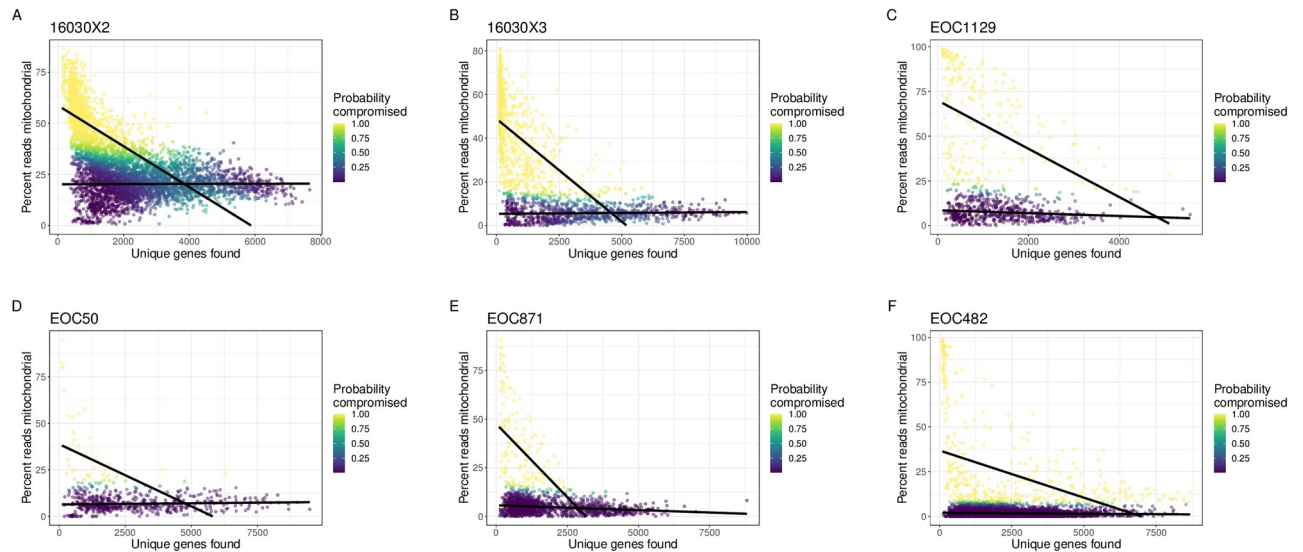 A
16030X2
Percent reads mitochondrial
75
50
25
0
0 2000 4000 6000 8000
Unique genes found
Probability
compromised
1.00
0.75
0.50
0.25
B
16030X3
Percent reads mitochondrial
80
60
40
20
0
0 2500 5000 7500 10000
Unique genes found
Probability
compromised
1.00
0.75
0.50
0.25
C
EOC1129
Percent reads mitochondrial
100
75
50
25
0
0 2000 4000
Unique genes found
Probability
compromised
1.00
0.75
0.50
0.25
D
EOC50
Percent reads mitochondrial
75
50
25
0
0 2500 5000 7500
Unique genes found
Probability
compromised
1.00
0.75
0.50
0.25
E
EOC871
Percent reads mitochondrial
75
50
25
0
0 2500 5000 7500
Unique genes found
Probability
compromised
1.00
0.75
0.50
0.25
F
EOC482
Percent reads mitochondrial
100
75
50
25
0
0 2500 5000 7500
Unique genes found
Probability
compromised
1.00
0.75
0.50
0.25